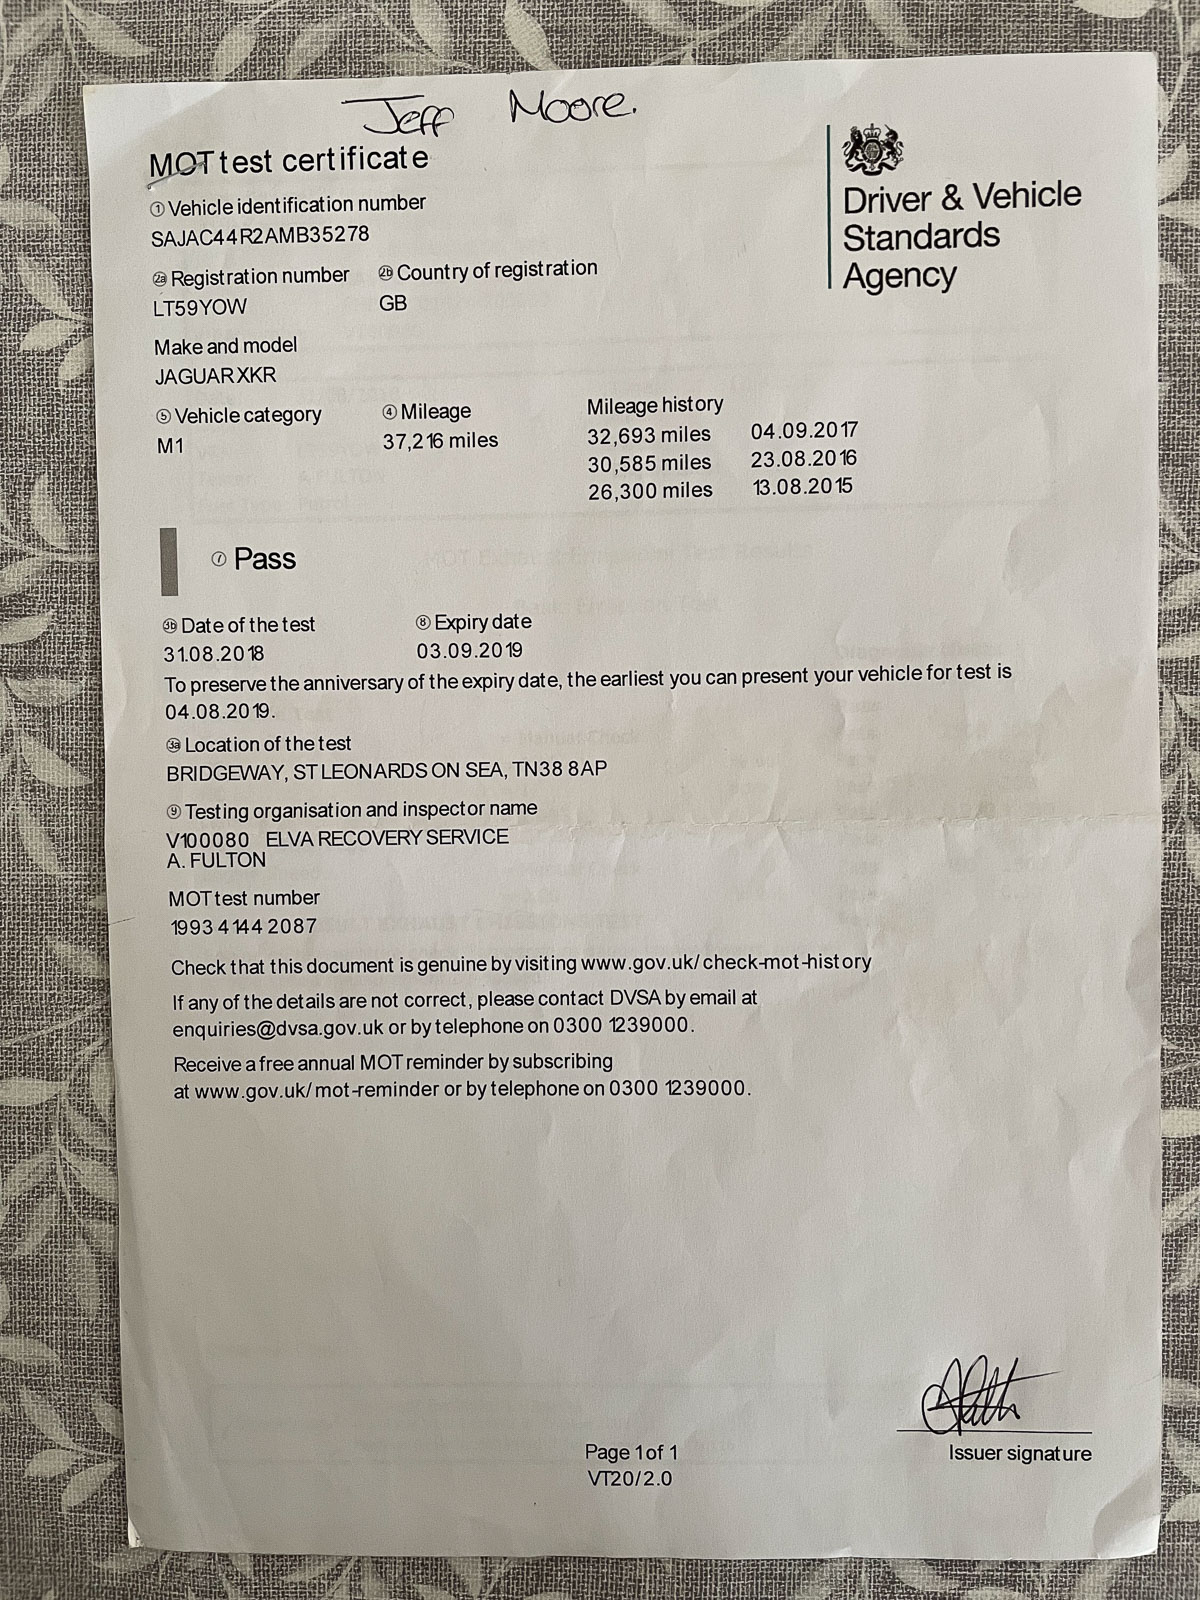 Jeff Moore.
MOT test certificate
Driver & Vehicle
Standards
Agency
1 Vehicle identification number
SAJAC44R2AMB35278
2a Registration number 2b Country of registration
LT59YOW GB
Make and model
JAGUAR XKR
5 Vehicle category 4 Mileage Mileage history
M1 37,216 miles 32,693 miles 04.09.2017
30,585 miles 23.08.2016
26,300 miles 13.08.2015
7 Pass
3b Date of the test 8 Expiry date
31.08.2018 03.09.2019
To preserve the anniversary of the expiry date, the earliest you can present your vehicle for test is
04.08.2019.
3a Location of the test
BRIDGEWAY, ST LEONARDS ON SEA, TN38 8AP
9 Testing organisation and inspector name
V100080 ELVA RECOVERY SERVICE
A. FULTON
MOT test number
1993 4144 2087
Check that this document is genuine by visiting www.gov.uk/check-mot-history
If any of the details are not correct, please contact DVSA by email at
enquiries@dvsa.gov.uk or by telephone on 0300 1239000.
Receive a free annual MOT reminder by subscribing
at www.gov.uk/mot-reminder or by telephone on 0300 1239000.
Issuer signature
Page 1 of 1
VT20/2.0